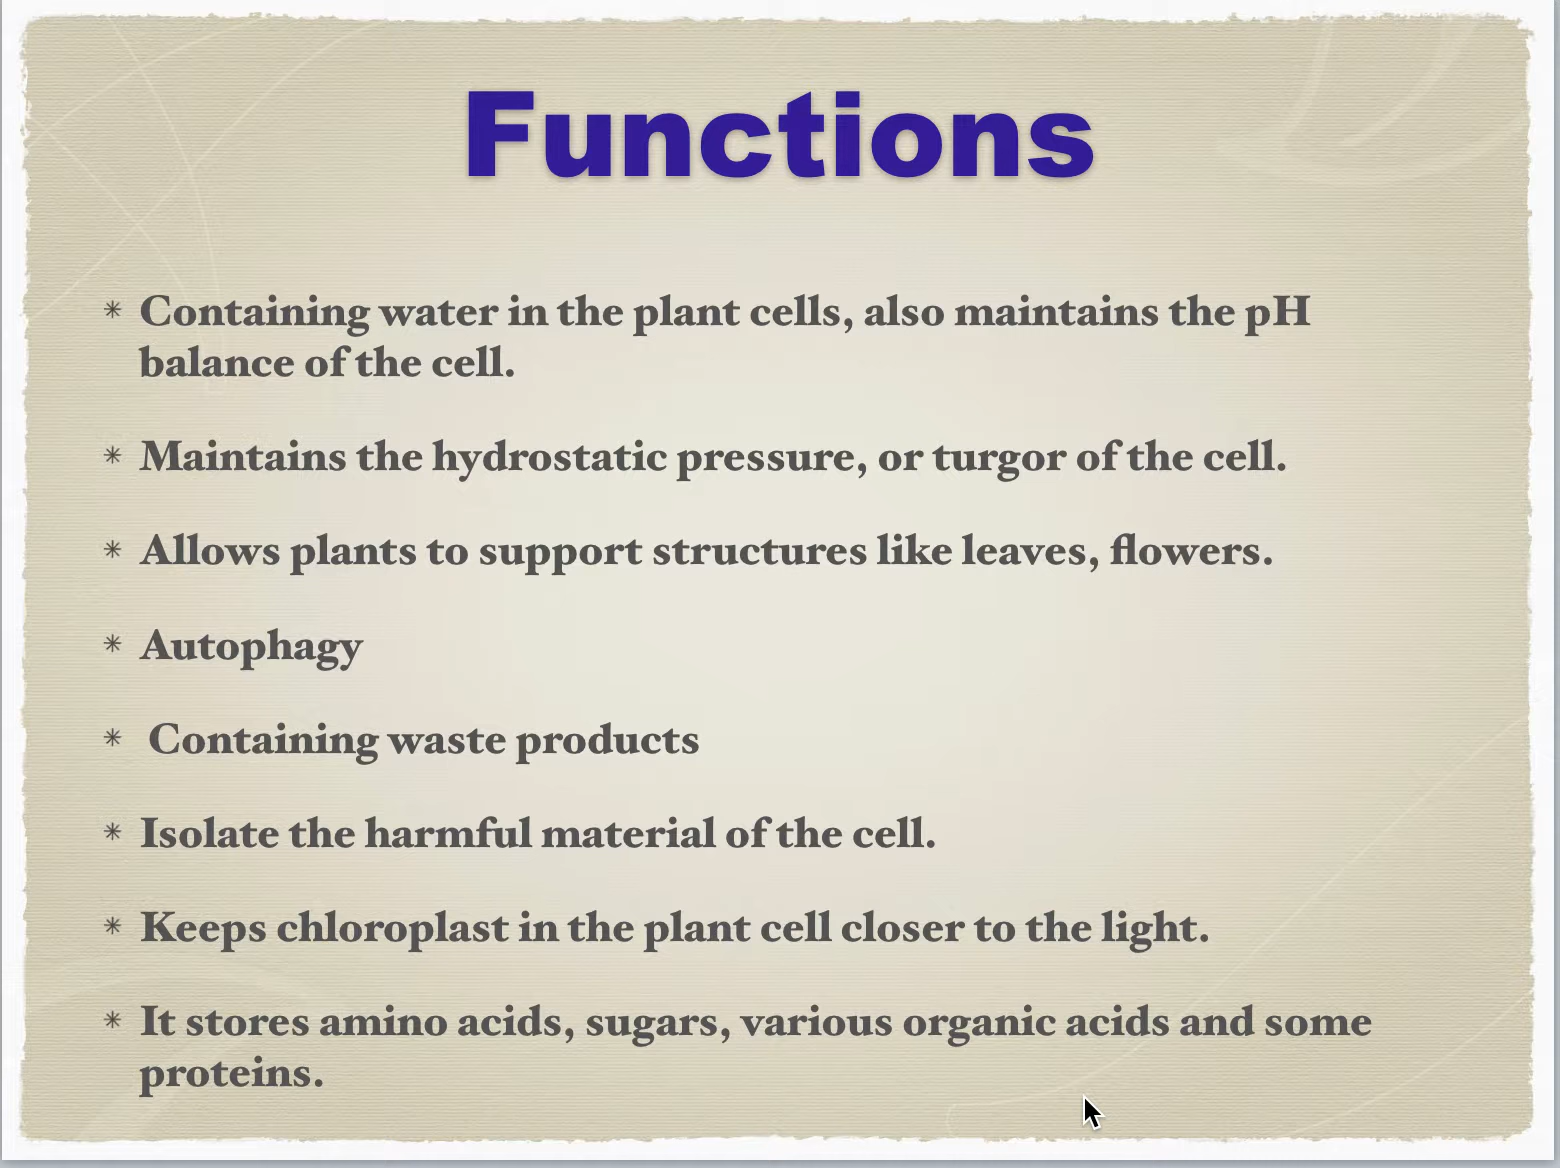 Functions
* Containing water in the plant cells, also maintains the pH
balance of the cell.
* Maintains the hydrostatic pressure, or turgor of the cell.
* Allows plants to support structures like leaves, flowers.
* Autophagy
* Containing waste products
* Isolate the harmful material of the cell.
* Keeps chloroplast in the plant cell closer to the light.
* It stores amino acids, sugars, various organic acids and some
proteins.